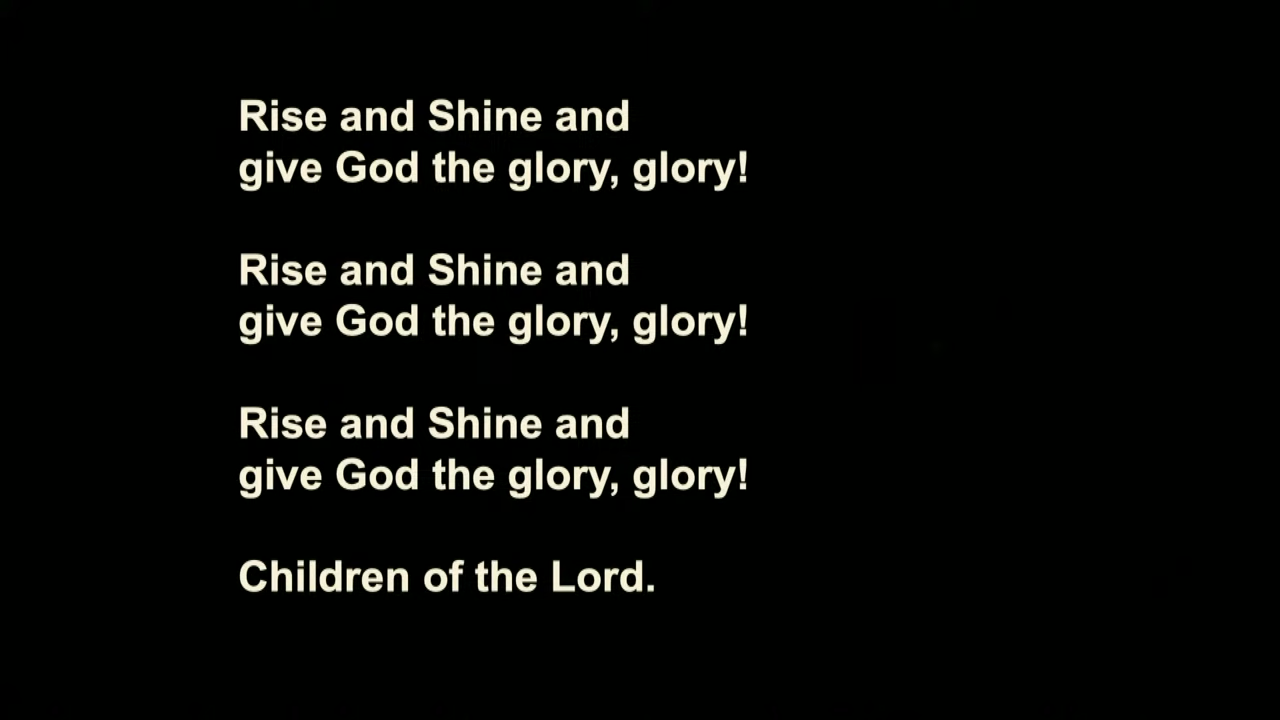 Rise and Shine and
give God the glory, glory!
Rise and Shine and
give God the glory, glory!
Rise and Shine and
give God the glory, glory!
Children of the Lord.